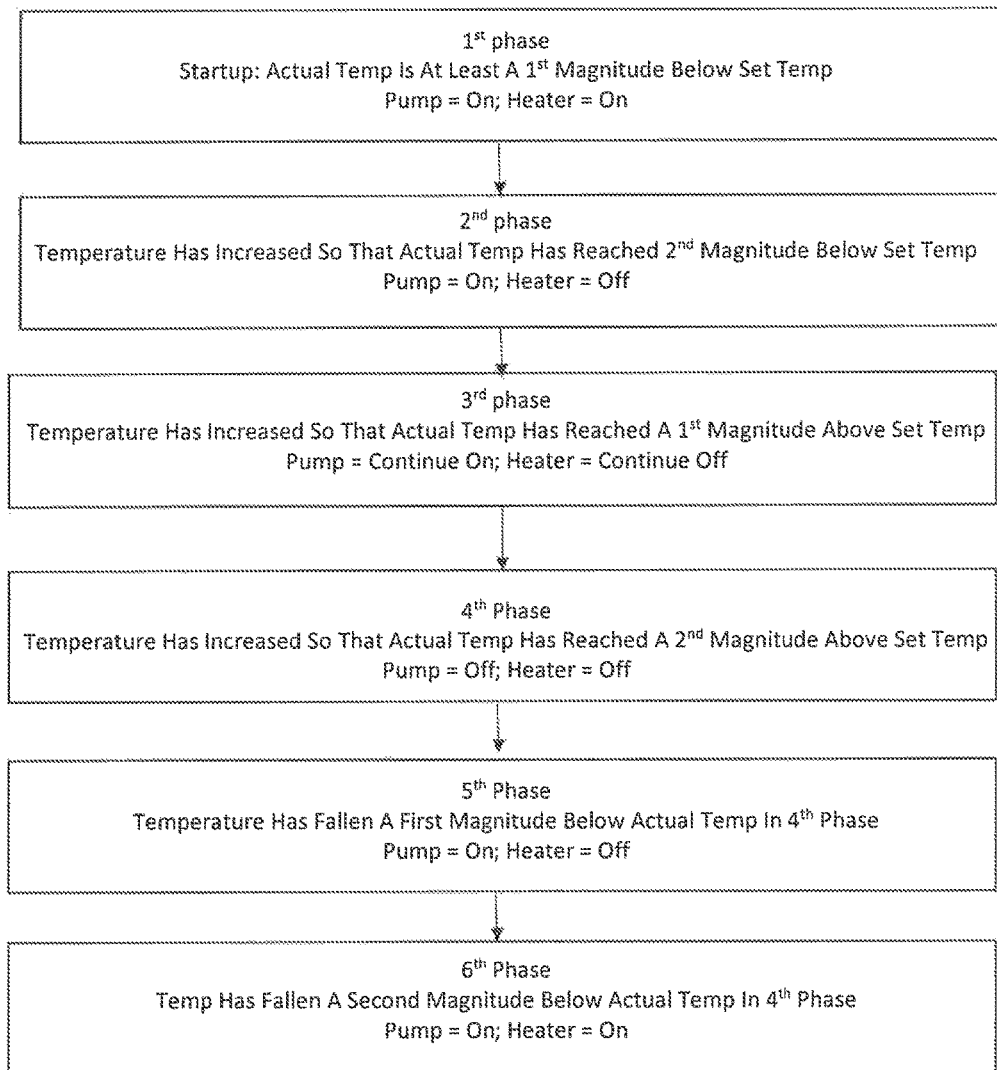 1st phase
Startup: Actual Temp Is At Least A 1st Magnitude Below Set Temp
Pump = On; Heater = On
2nd phase
Temperature Has Increased So That Actual Temp Has Reached 2nd Magnitude Below Set Temp
Pump = On; Heater = Off
3rd phase
Temperature Has Increased So That Actual Temp Has Reached A 1st Magnitude Above Set Temp
Pump = Continue On; Heater = Continue Off
4th Phase
Temperature Has Increased So That Actual Temp Has Reached A 2nd Magnitude Above Set Temp
Pump = Off; Heater = Off
5th Phase
Temperature Has Fallen A First Magnitude Below Actual Temp In 4th Phase
Pump = On; Heater = Off
6th Phase
Temp Has Fallen A Second Magnitude Below Actual Temp In 4th Phase
Pump = On; Heater = On